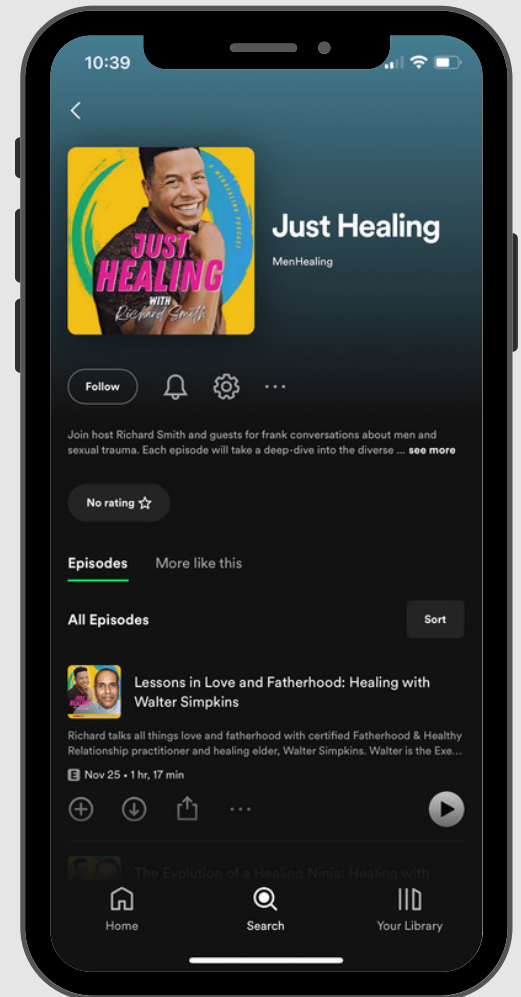 10:39
A MENHEALING PODCAST
JUST
HEALING
WITH
Richard Smith
Just Healing
MenHealing
Follow
Join host Richard Smith and guests for frank conversations about men and
sexual trauma. Each episode will take a deep-dive into the diverse ... see more
No rating
Episodes More like this
All Episodes
Sort
Lessons in Love and Fatherhood: Healing with
Walter Simpkins
Richard talks all things love and fatherhood with certified Fatherhood & Healthy
Relationship practitioner and healing elder, Walter Simpkins. Walter is the Exe...
E Nov 25 • 1 hr, 17 min
The Evolution of a Healing Ninja: Healing with
Home Search Your Library